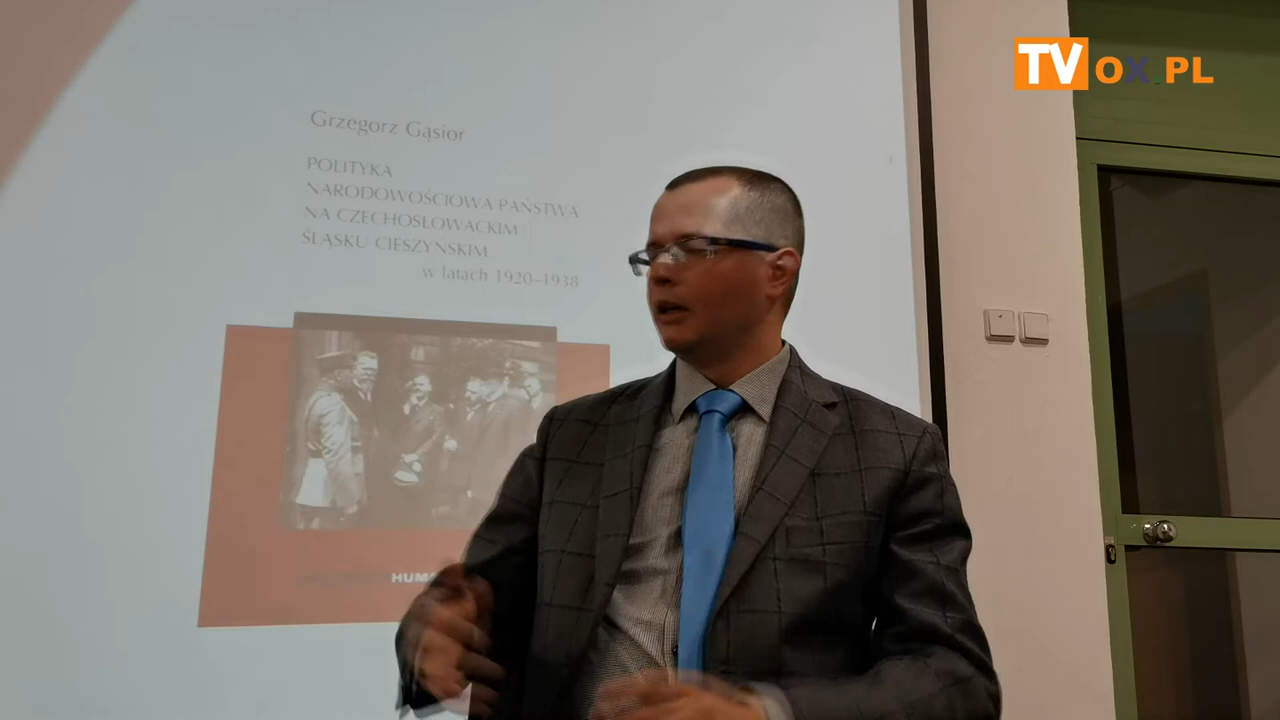 TVOX.PL
Grzegorz Gąsior
POLITYKA
NARODOWOŚCIOWA PAŃSTWA
NA CZECHOSŁOWACKIM
ŚLĄSKU CIESZYŃSKIM
w latach 1920–1938